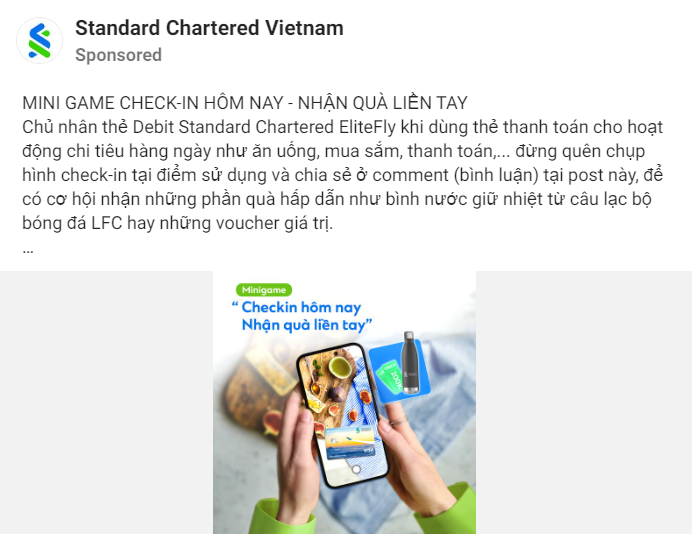 Standard Chartered Vietnam
Sponsored
MINI GAME CHECK-IN HÔM NAY - NHẬN QUÀ LIỀN TAY
Chủ nhân thẻ Debit Standard Chartered EliteFly khi dùng thẻ thanh toán cho hoạt
động chi tiêu hàng ngày như ăn uống, mua sắm, thanh toán,... đừng quên chụp
hình check-in tại điểm sử dụng và chia sẻ ở comment (bình luận) tại post này, để
có cơ hội nhận những phần quà hấp dẫn như bình nước giữ nhiệt từ câu lạc bộ
bóng đá LFC hay những voucher giá trị.
...
Minigame
“ Checkin hôm nay
Nhận quà liền tay”